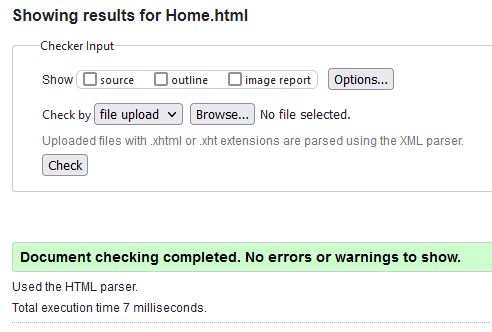 Showing results for Home.html
Checker Input
Show source outline image report Options...
Check by file upload Browse... No file selected.
Uploaded files with .xhtml or .xht extensions are parsed using the XML parser.
Check
Document checking completed. No errors or warnings to show.
Used the HTML parser.
Total execution time 7 milliseconds.